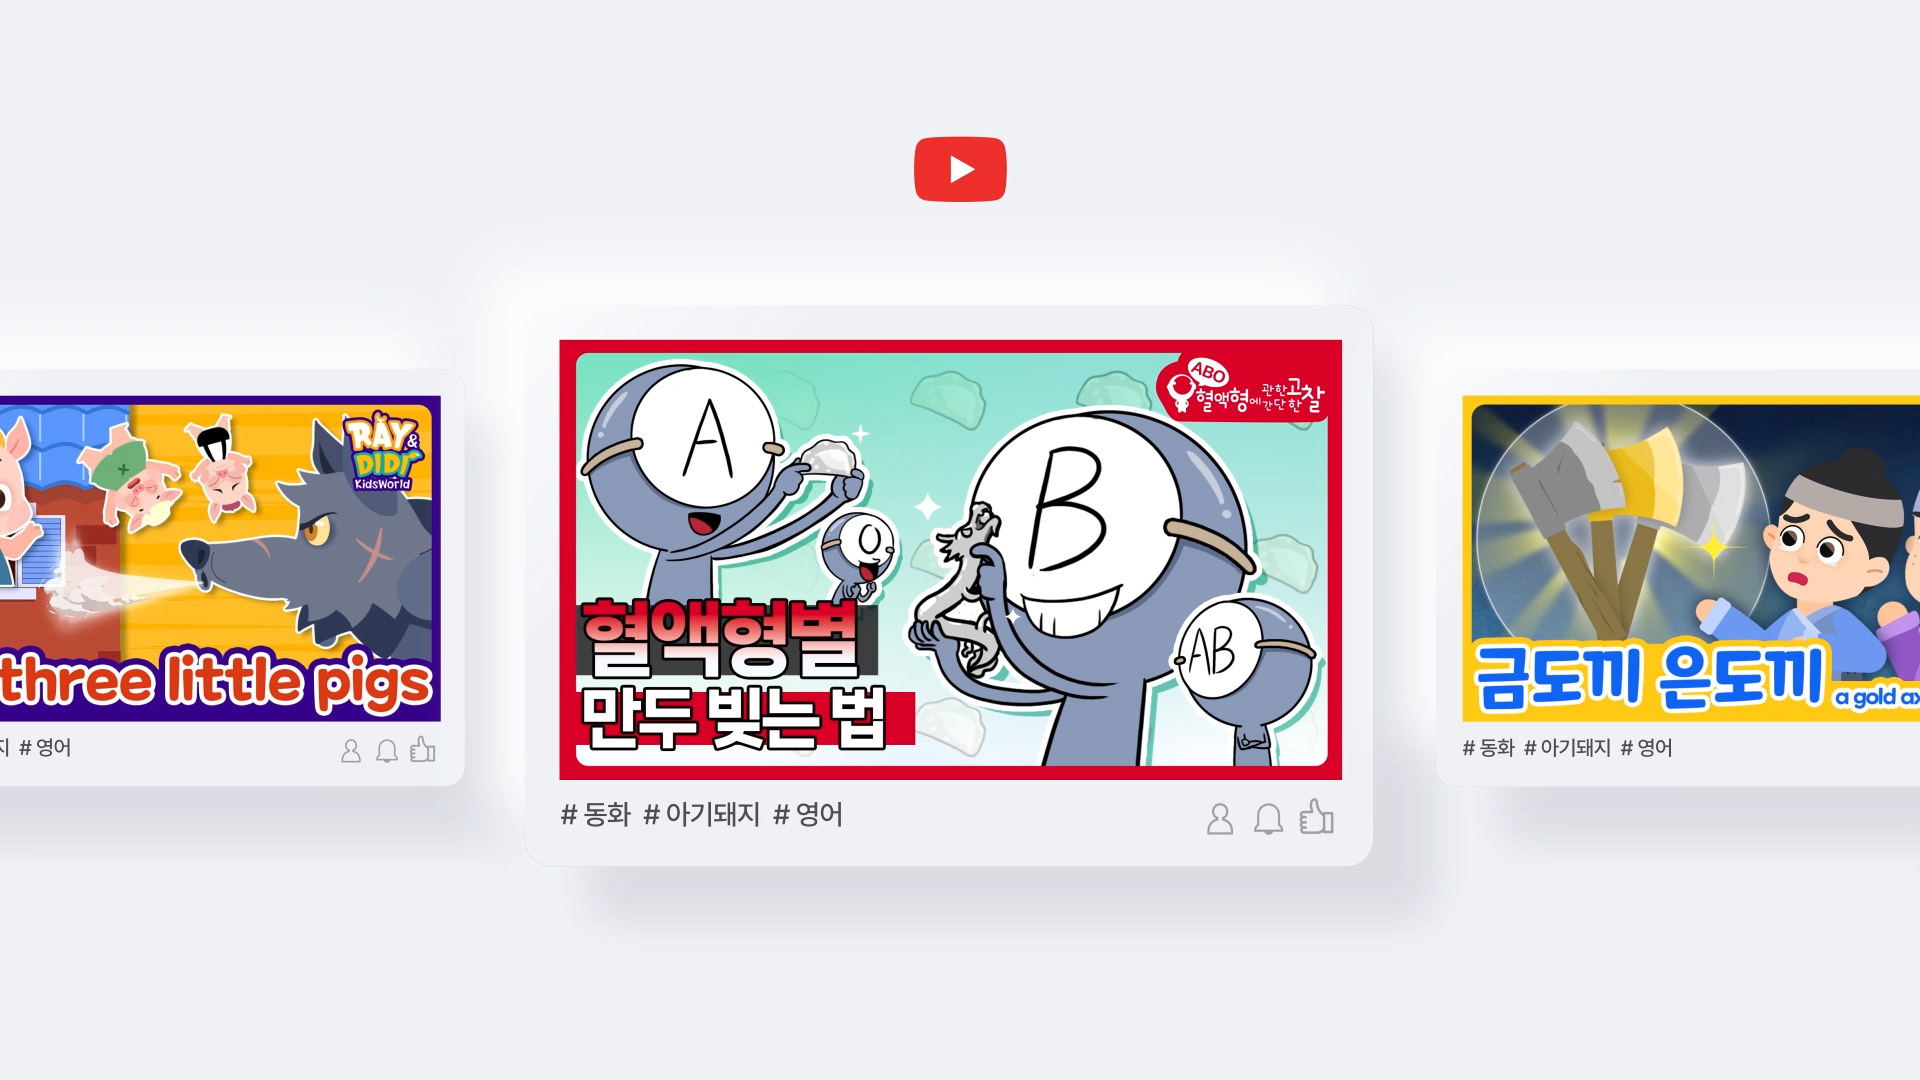 RAY&
DIDI
KidsWorld
three little pigs
# 영어
A
O
B
AB
ABO
혈액형에 관한 간단한 고찰
혈액형별
만두 빚는 법
# 동화 # 아기돼지 # 영어
금도끼 은도끼 a gold
# 동화 # 아기돼지 # 영어